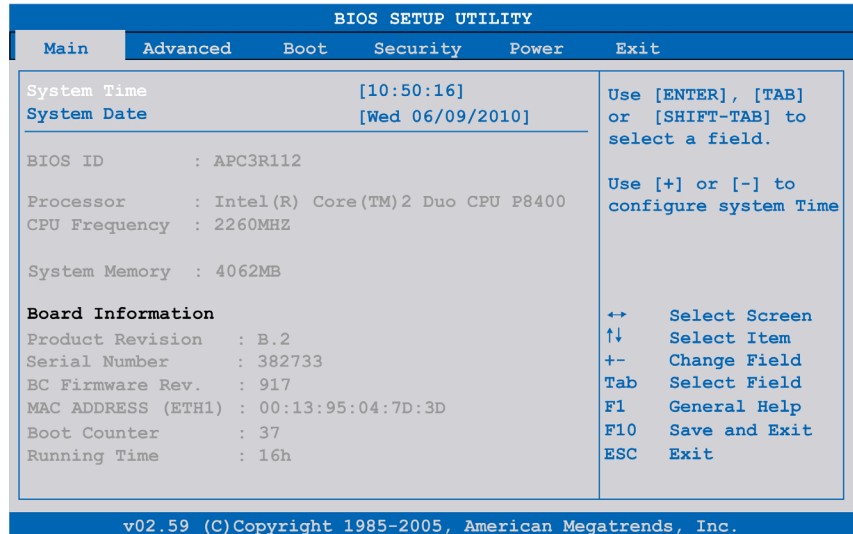 BIOS SETUP UTILITY
Main Advanced Boot Security Power Exit
System Time [10:50:16]
System Date [Wed 06/09/2010]
BIOS ID : APC3R112
Processor : Intel(R) Core(TM)2 Duo CPU P8400
CPU Frequency : 2260MHZ
System Memory : 4062MB
Board Information
Product Revision : B.2
Serial Number : 382733
BC Firmware Rev. : 917
MAC ADDRESS (ETH1) : 00:13:95:04:7D:3D
Boot Counter : 37
Running Time : 16h
Use [ENTER], [TAB]
or [SHIFT-TAB] to
select a field.
Use [+] or [-] to
configure system Time
↔ Select Screen
↑↓ Select Item
+- Change Field
Tab Select Field
F1 General Help
F10 Save and Exit
ESC Exit
v02.59 (C)Copyright 1985-2005, American Megatrends, Inc.